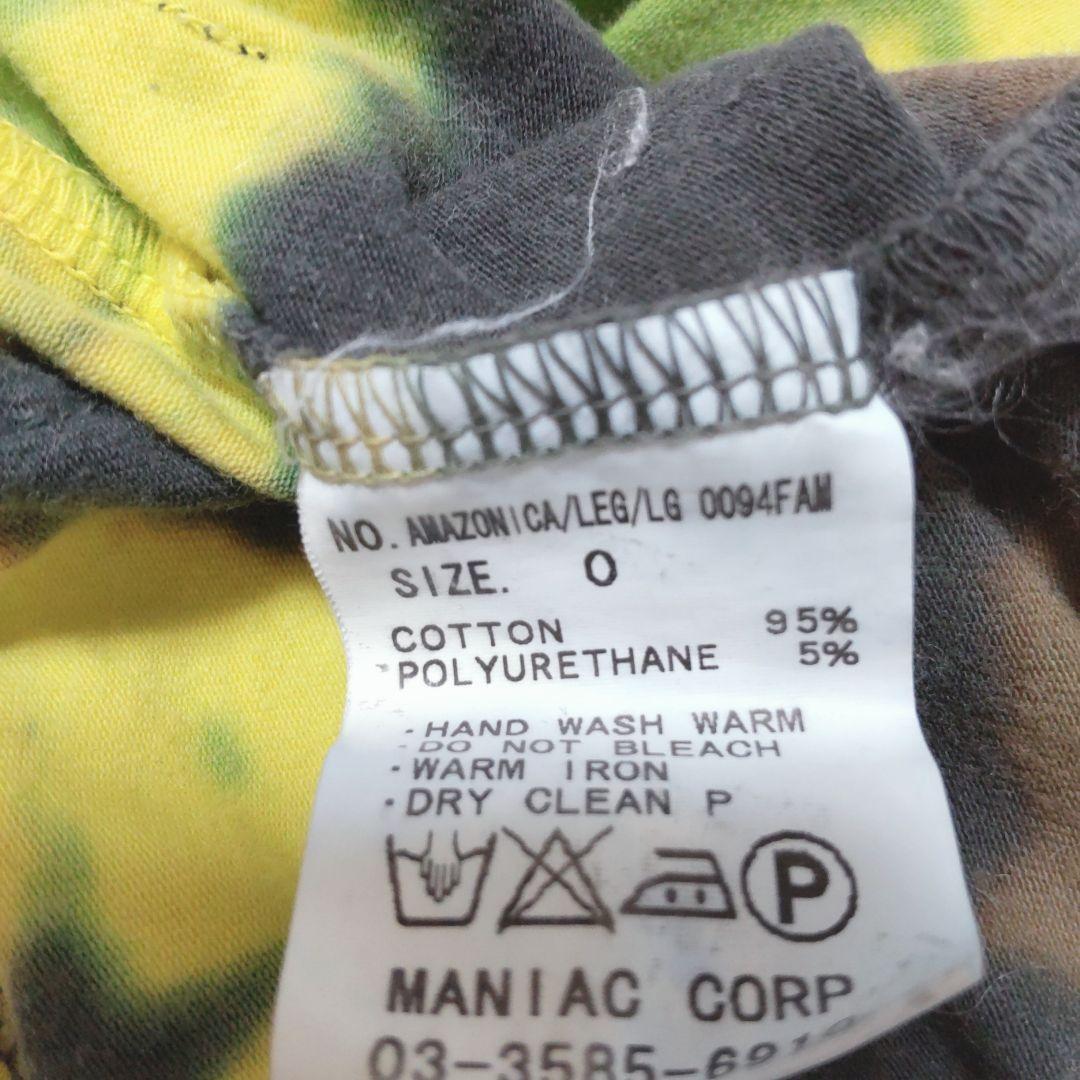 NO. AMAZONICA/LEG/LG 0094FAM
SIZE. 0
COTTON 95%
POLYURETHANE 5%
·HAND WASH WARM
·DO NOT BLEACH
·WARM IRON
·DRY CLEAN P
P
MANIAC CORP